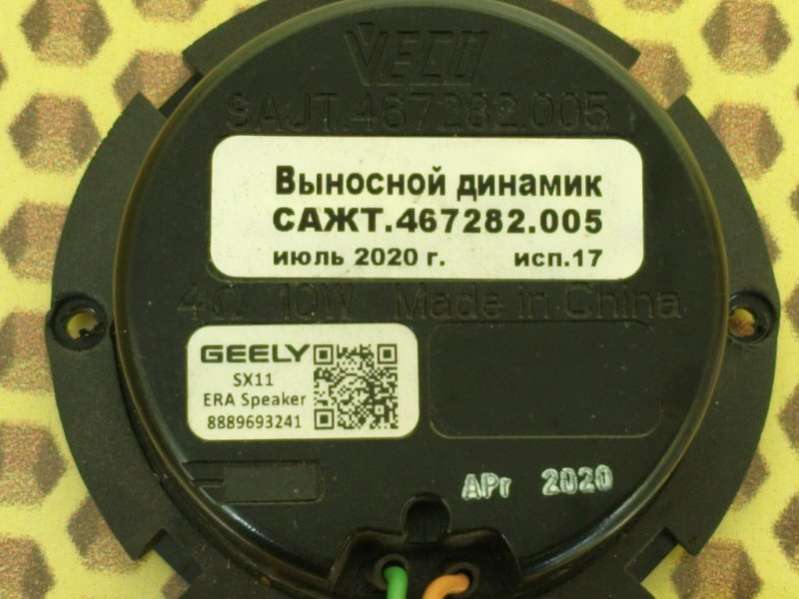 VECO
SAJT.467282.005
Выносной динамик
САЖТ.467282.005
июль 2020 г. исп.17
4Ω 10W Made in China
GEELY
SX11
ERA Speaker
8889693241
APr 2020